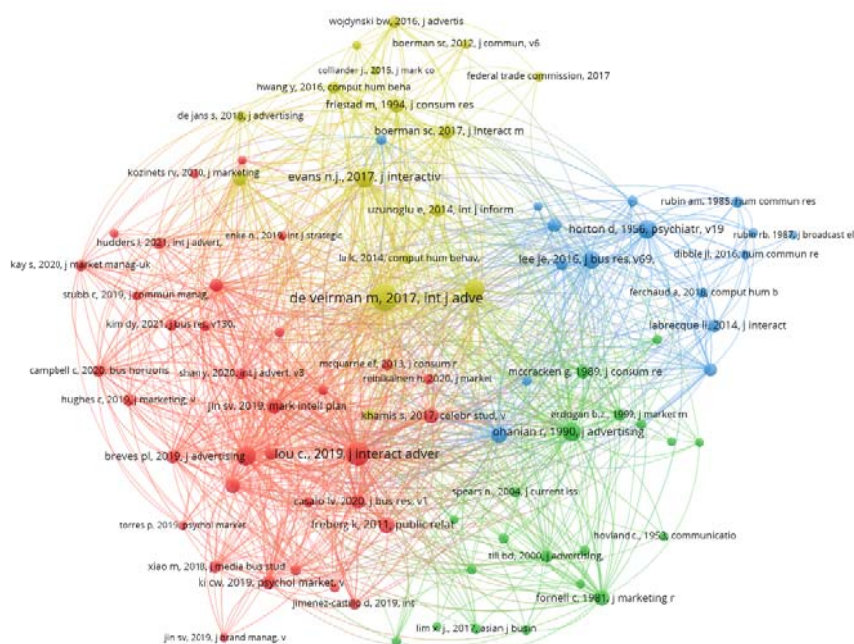 wojdynski bw, 2016, j advertis
boerman sc, 2012, j commun, v6
colliander j., 2015, j mark co
federal trade commission, 2017
hwang y, 2016, comput hum beha
friestad m, 1994, j consum res
de jans s, 2018, j advertising
boerman sc, 2017, j interact m
kozinets rv, 2010, j marketing
evans n.j., 2017, j interactiv
rubin am, 1985, hum commun res
uzunoglu e, 2014, int j inform
horton d, 1956, psychiatr, v19
rubin rb, 1987, j broadcast el
enke n., 2019, int j strategic
hudders l, 2021, int j advert,
dibble jl, 2016, hum commun re
lee je, 2016, j bus res, v69,
kay s, 2020, j market manag-uk
k, 2014, comput hum behav,
stubb c, 2019, j commun manag,
de veirman m, 2017, int j adve
ferchaud a, 2018, comput hum b
kim dy, 2021, j bus res, v130,
labrecque li, 2014, j interact
mcquarrie ef, 2013, j consum r
campbell c, 2020, bus horizons
shan y, 2020, int j advert, v3
reinikainen h, 2020, j market
mccracken g, 1989, j consum re
hughes c, 2019, j marketing, v
jin sv, 2019, mark intell plan
khamis s, 2017, celebr stud, v
erdogan b.z., 1999, j market m
ohanian r, 1990, j advertising
breves pl, 2019, j advertising
lou c., 2019, j interact adver
spears n., 2004, j current iss
casalo lv, 2020, j bus res, v1
torres p, 2019, psychol market
freberg k, 2011, public relat
hovland c., 1953, communicatio
till bd, 2000, j advertising,
xiao m, 2018, j media bus stud
ki cw, 2019, psychol market, v
jimenez-castillo d, 2019, int
fornell c, 1981, j marketing r
lim x. j., 2017, asian j busin
jin sv, 2019, j brand manag, v